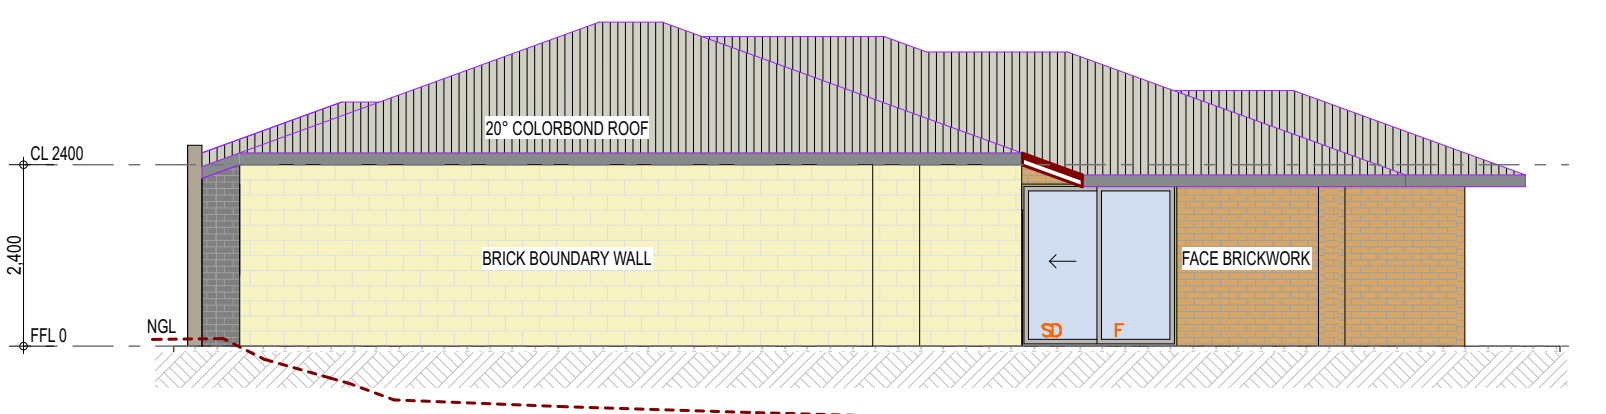 20° COLORBOND ROOF
CL 2400
2,400
BRICK BOUNDARY WALL
FACE BRICKWORK
NGL
SD
F
FFL 0